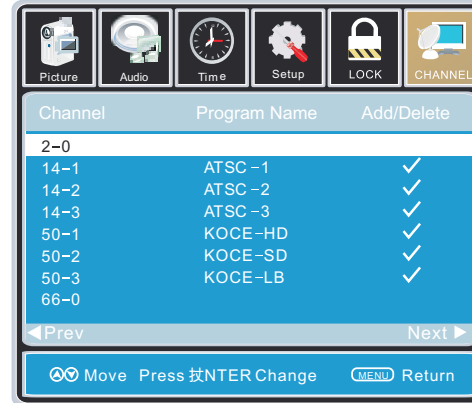 Picture Audio Time Setup LOCK CHANNEL
Channel Program Name Add/Delete
2-0
14-1 ATSC-1
14-2 ATSC-2
14-3 ATSC-3
50-1 KOCE-HD
50-2 KOCE-SD
50-3 KOCE-LB
66-0
Prev Next
Move Press 扙NTER Change MENU Return